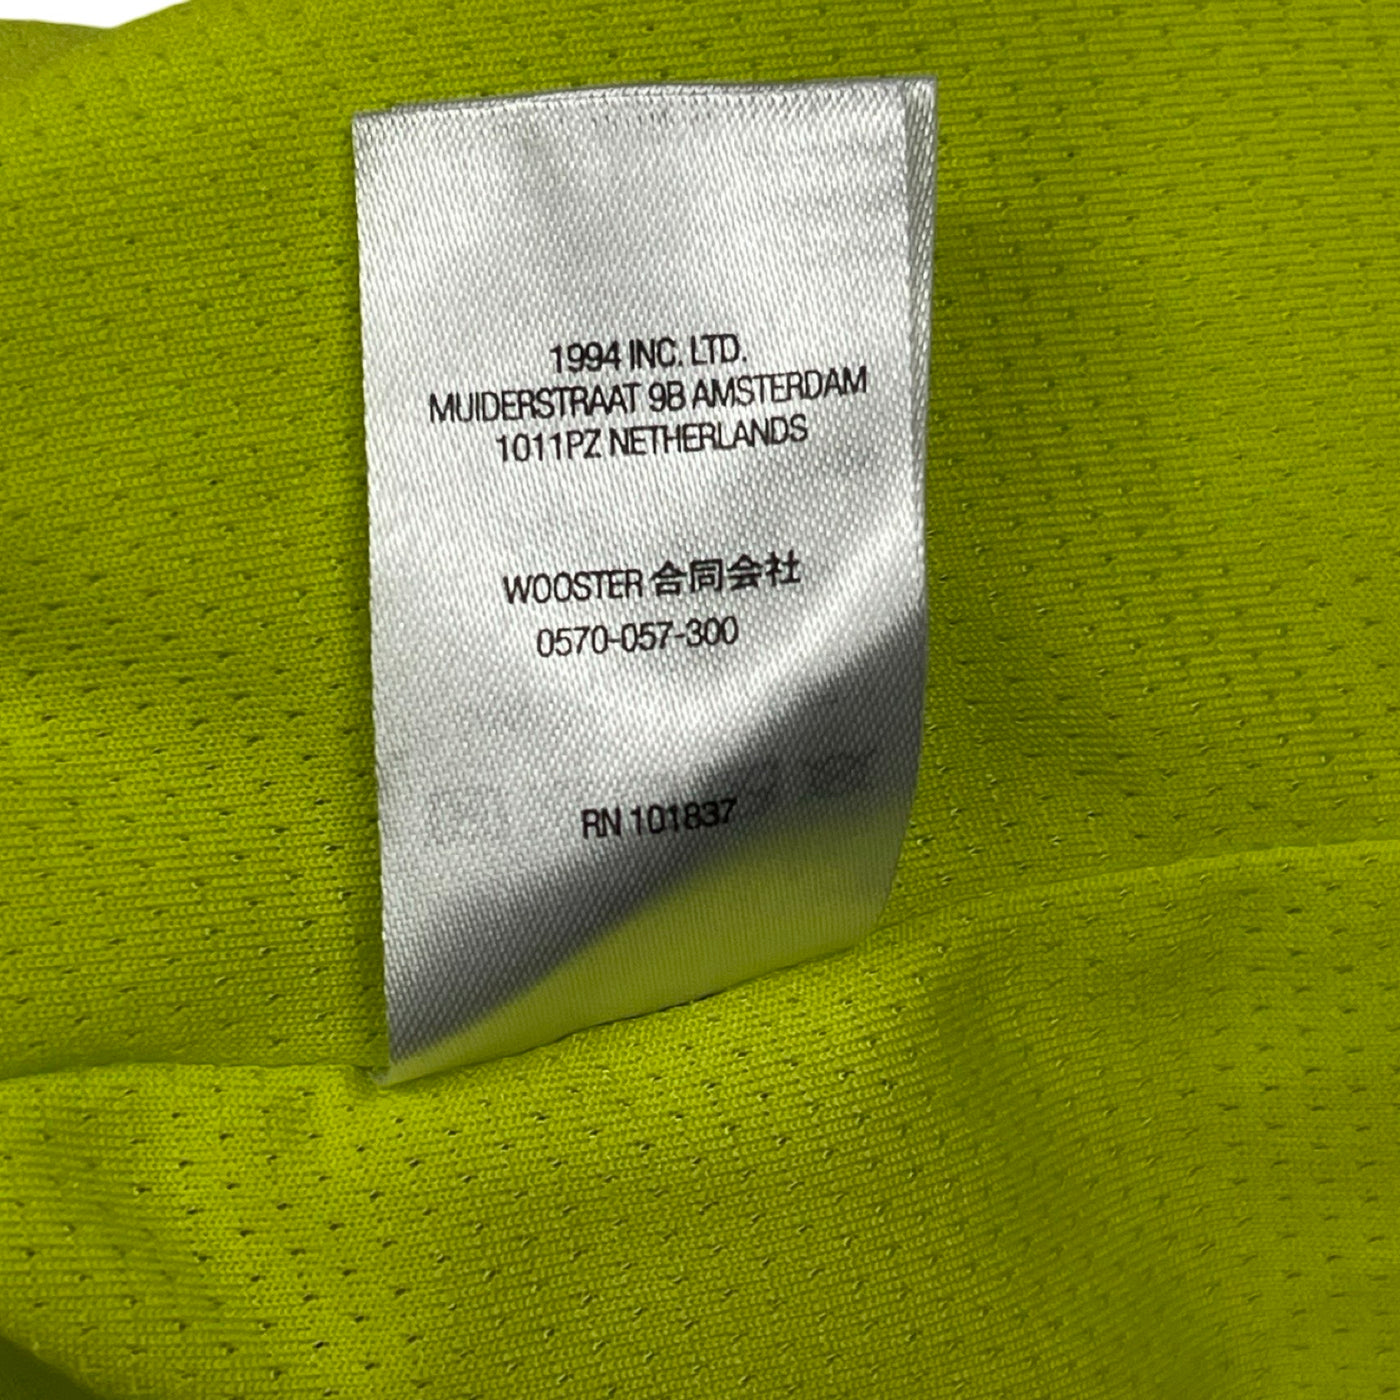 1994 INC. LTD.
MUIDERSTRAAT 9B AMSTERDAM
1011PZ NETHERLANDS
WOOSTER 合同会社
0570-057-300
RN 101837